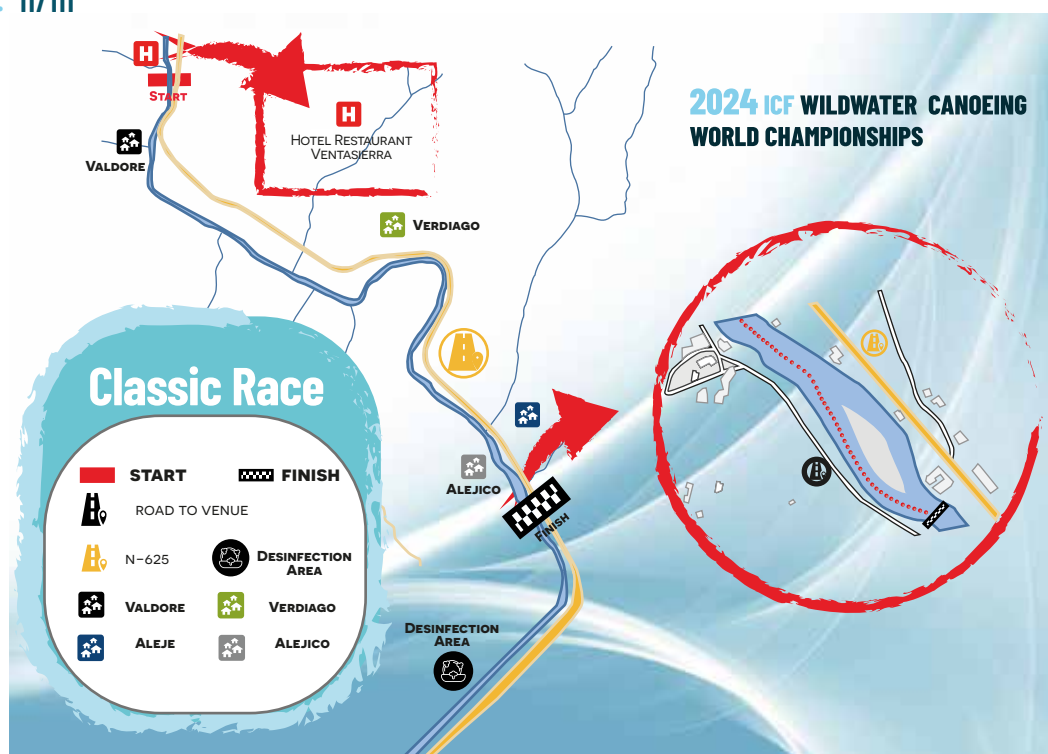 START
HOTEL RESTAURANT
VENTASIERRA
2024 ICF WILDWATER CANOEING
WORLD CHAMPIONSHIPS
VALDORE
VERDIAGO
Classic Race
START
FINISH
ROAD TO VENUE
N-625
DESINFECTION
AREA
VALDORE
VERDIAGO
ALEJE
ALEJICO
ALEJICO
FINISH
DESINFECTION
AREA